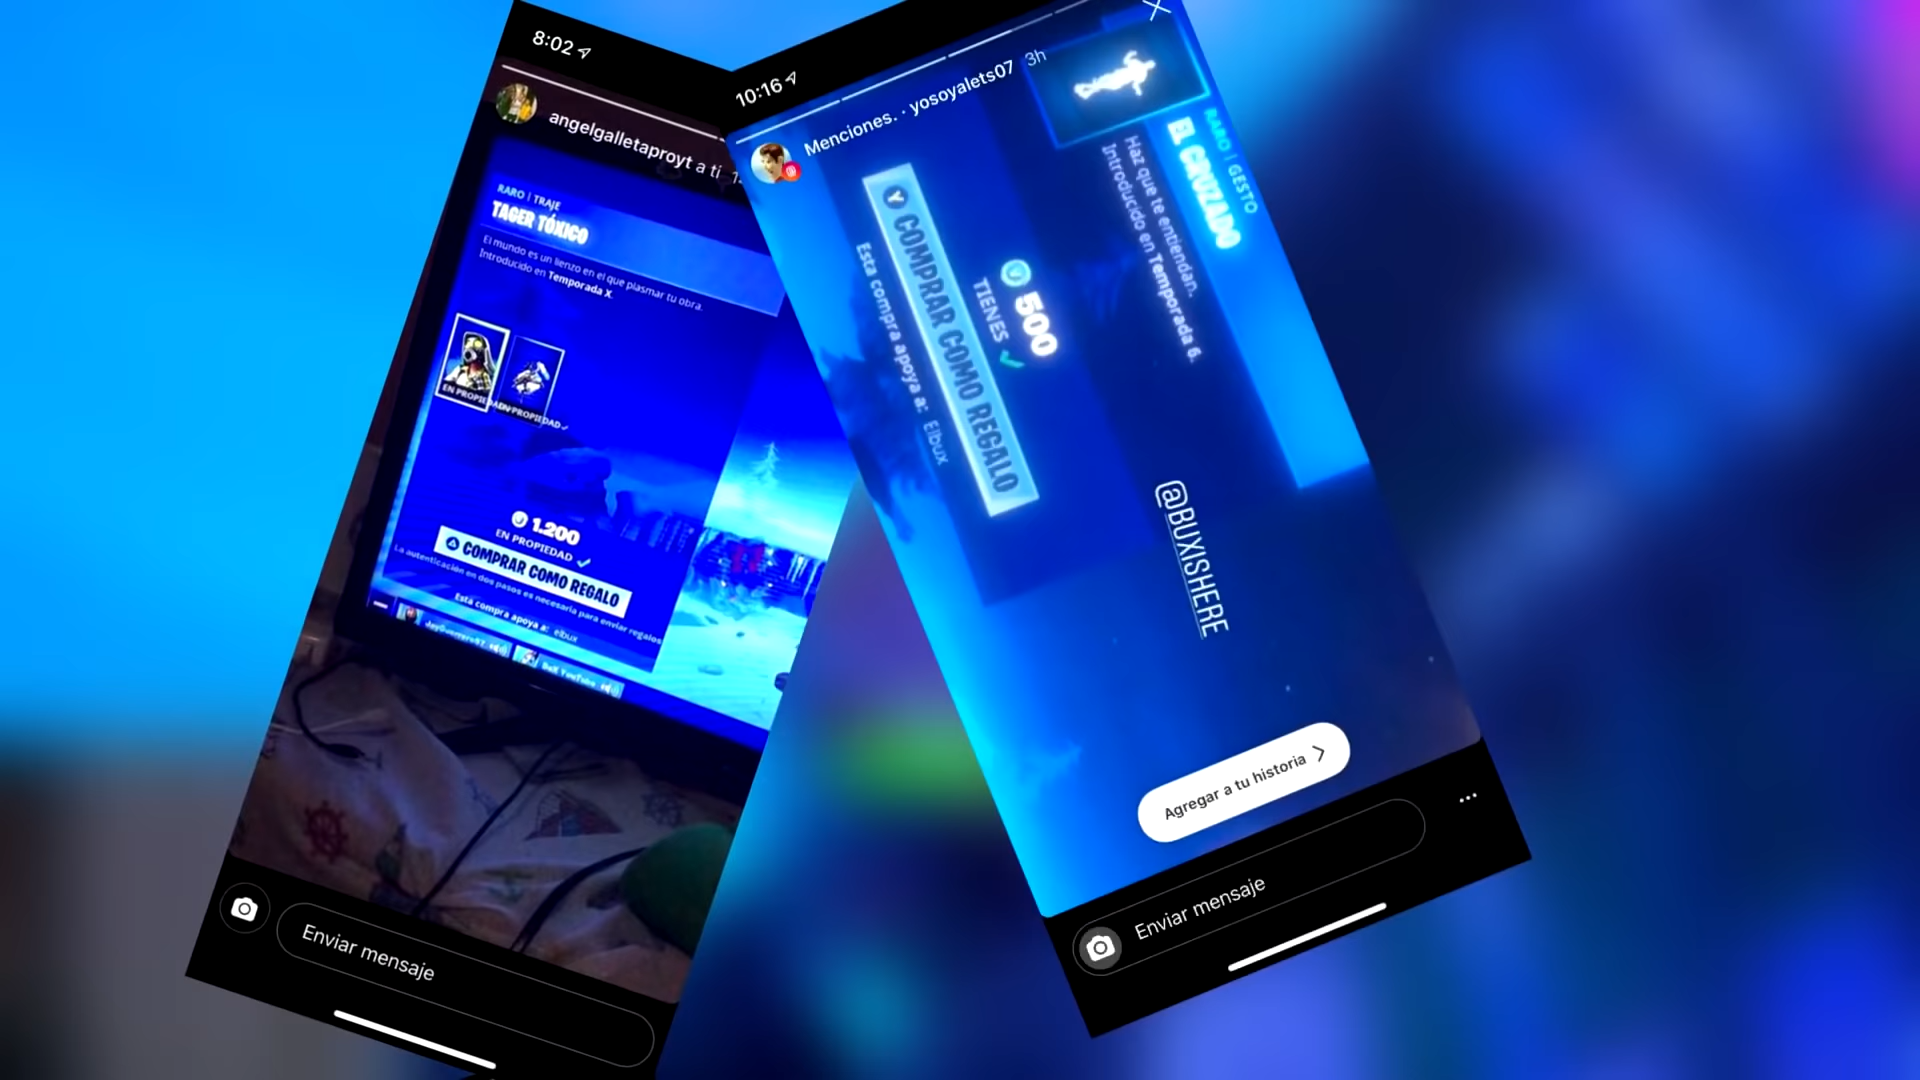 8:02
angelgalletaproyt a ti
RARO | TRAJE
TAGER TÓXICO
El mundo es un lienzo en el que plasmar tu obra.
Introducido en Temporada X.
EN PROPIEDAD
EN PROPIEDAD
1.200
EN PROPIEDAD
COMPRAR COMO REGALO
La autenticación en dos pasos es necesaria para enviar regalos
Esta compra apoya a: elbux
BuX YouTube
Enviar mensaje
10:16
Menciones. · yosoyalets07 3h
RARO | GESTO
EL CRUZADO
Haz que te entiendan.
Introducido en Temporada 6.
500
TIENES
COMPRAR COMO REGALO
Esta compra apoya a: Elbux
@BUXISHERE
Agregar a tu historia
Enviar mensaje